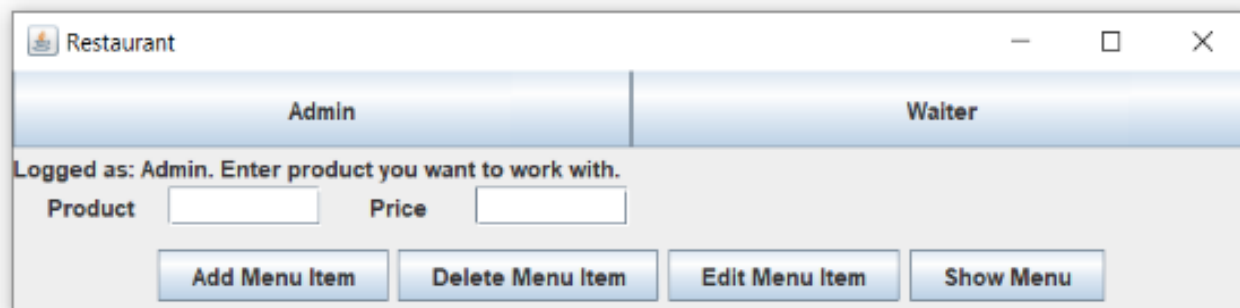 Restaurant
Admin Waiter
Logged as: Admin. Enter product you want to work with.
Product Price
Add Menu Item Delete Menu Item Edit Menu Item Show Menu